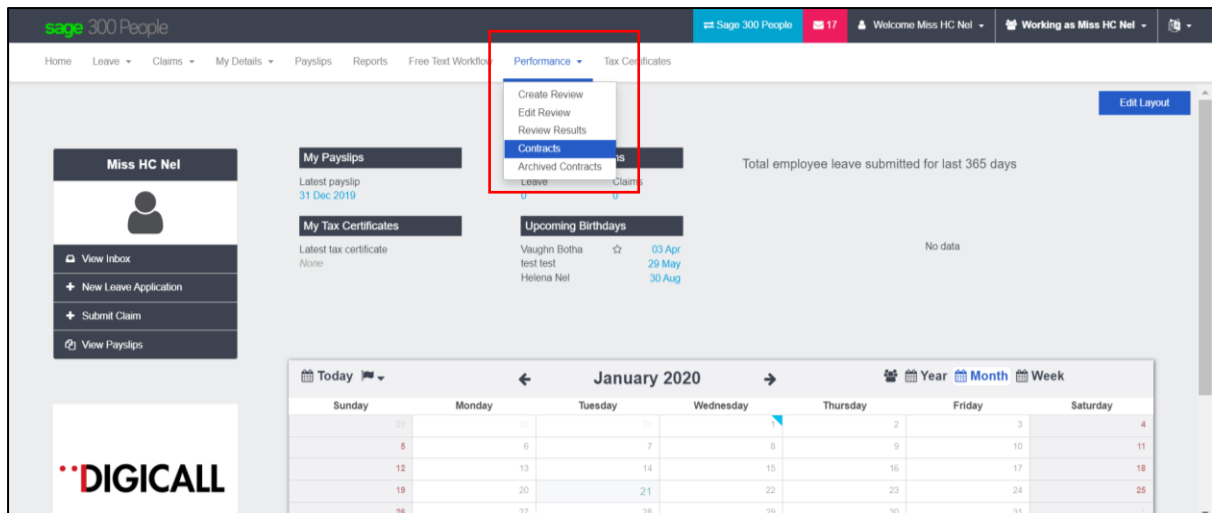 sage 300 People
Sage 300 People
17
Welcome Miss HC Nel
Working as Miss HC Nel
Home Leave Claims My Details Payslips Reports Free Text Workflow Performance Tax Certificates
Create Review
Edit Review
Review Results
Contracts
Archived Contracts
Edit Layout
Miss HC Nel
View Inbox
New Leave Application
Submit Claim
View Payslips
DIGICALL
My Payslips
Latest payslip
31 Dec 2019
My Tax Certificates
Latest tax certificate
None
Leave Claims
0 0
Upcoming Birthdays
Vaughn Botha 03 Apr
test test 29 May
Helena Nel 30 Aug
Total employee leave submitted for last 365 days
No data
Today January 2020 Year Month Week
Sunday Monday Tuesday Wednesday Thursday Friday Saturday
29 30 31 1 2 3 4
5 6 7 8 9 10 11
12 13 14 15 16 17 18
19 20 21 22 23 24 25
26 27 28 29 30 31